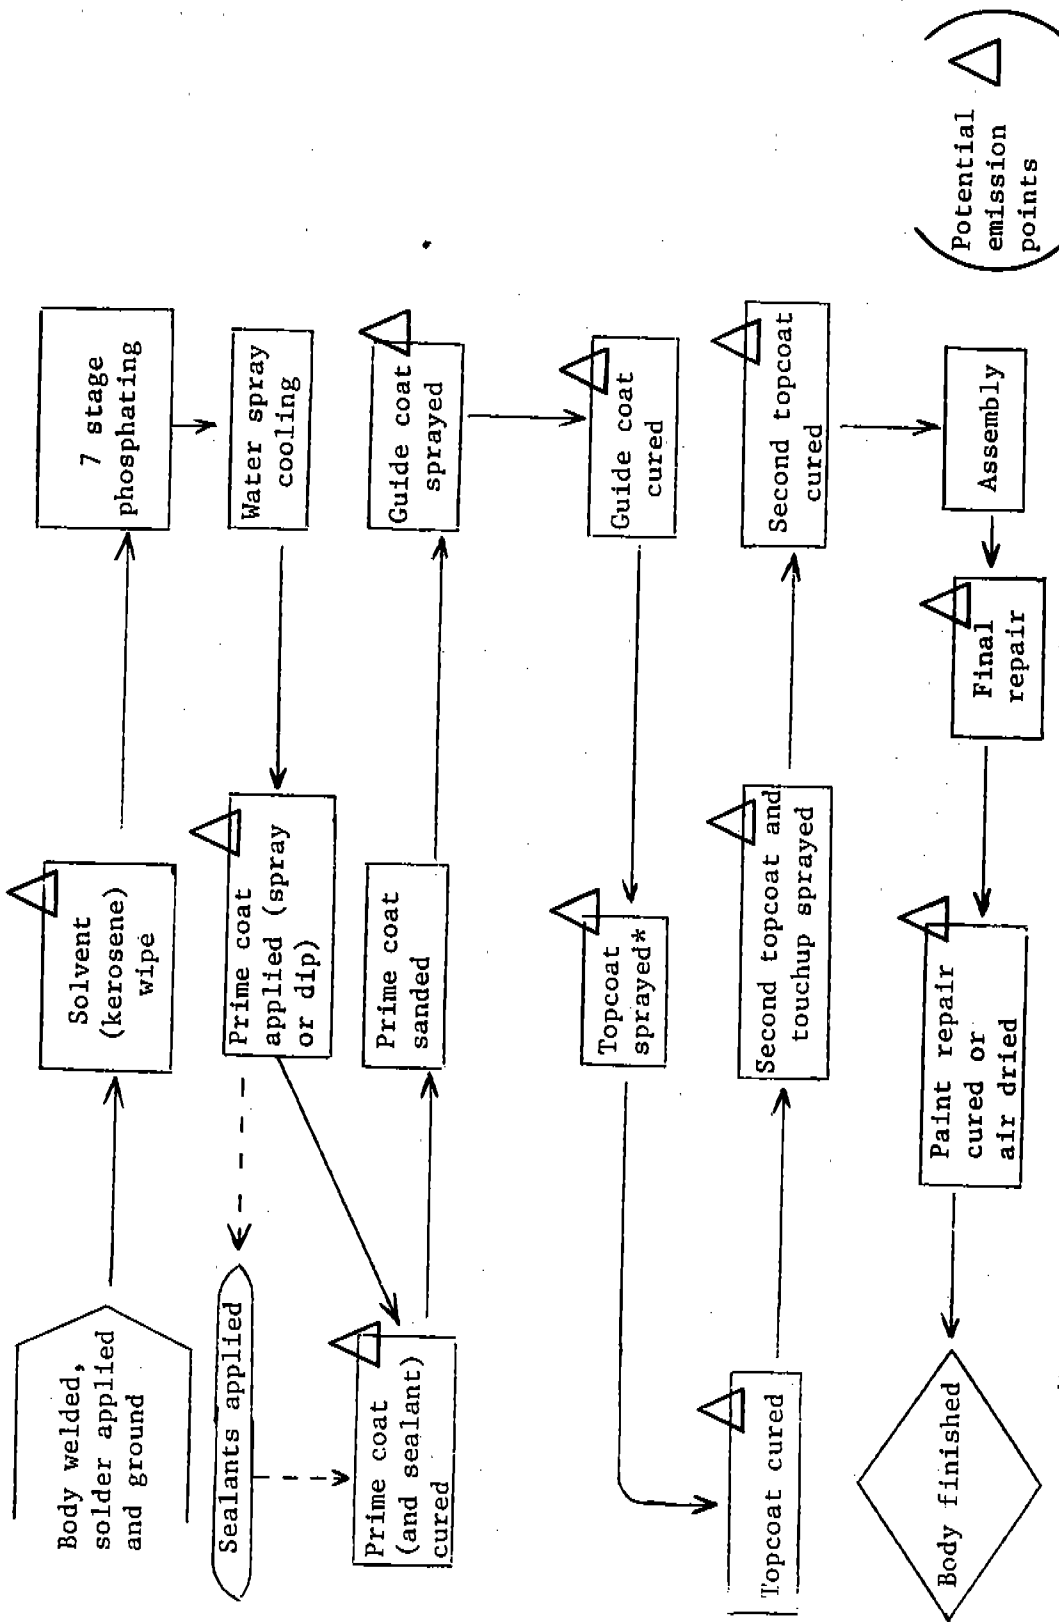 Body welded,
solder applied
and ground
Solvent
(kerosene)
wipe
7 stage
phosphating
Water spray
cooling
Prime coat
applied (spray
or dip)
Sealants applied
Prime coat
(and sealant)
cured
Prime coat
sanded
Guide coat
sprayed
Guide coat
cured
Topcoat
sprayed*
Topcoat cured
Second topcoat and
touchup sprayed
Second topcoat
cured
Assembly
Final
repair
Paint repair
cured or
air dried
Body finished
Potential
emission
points